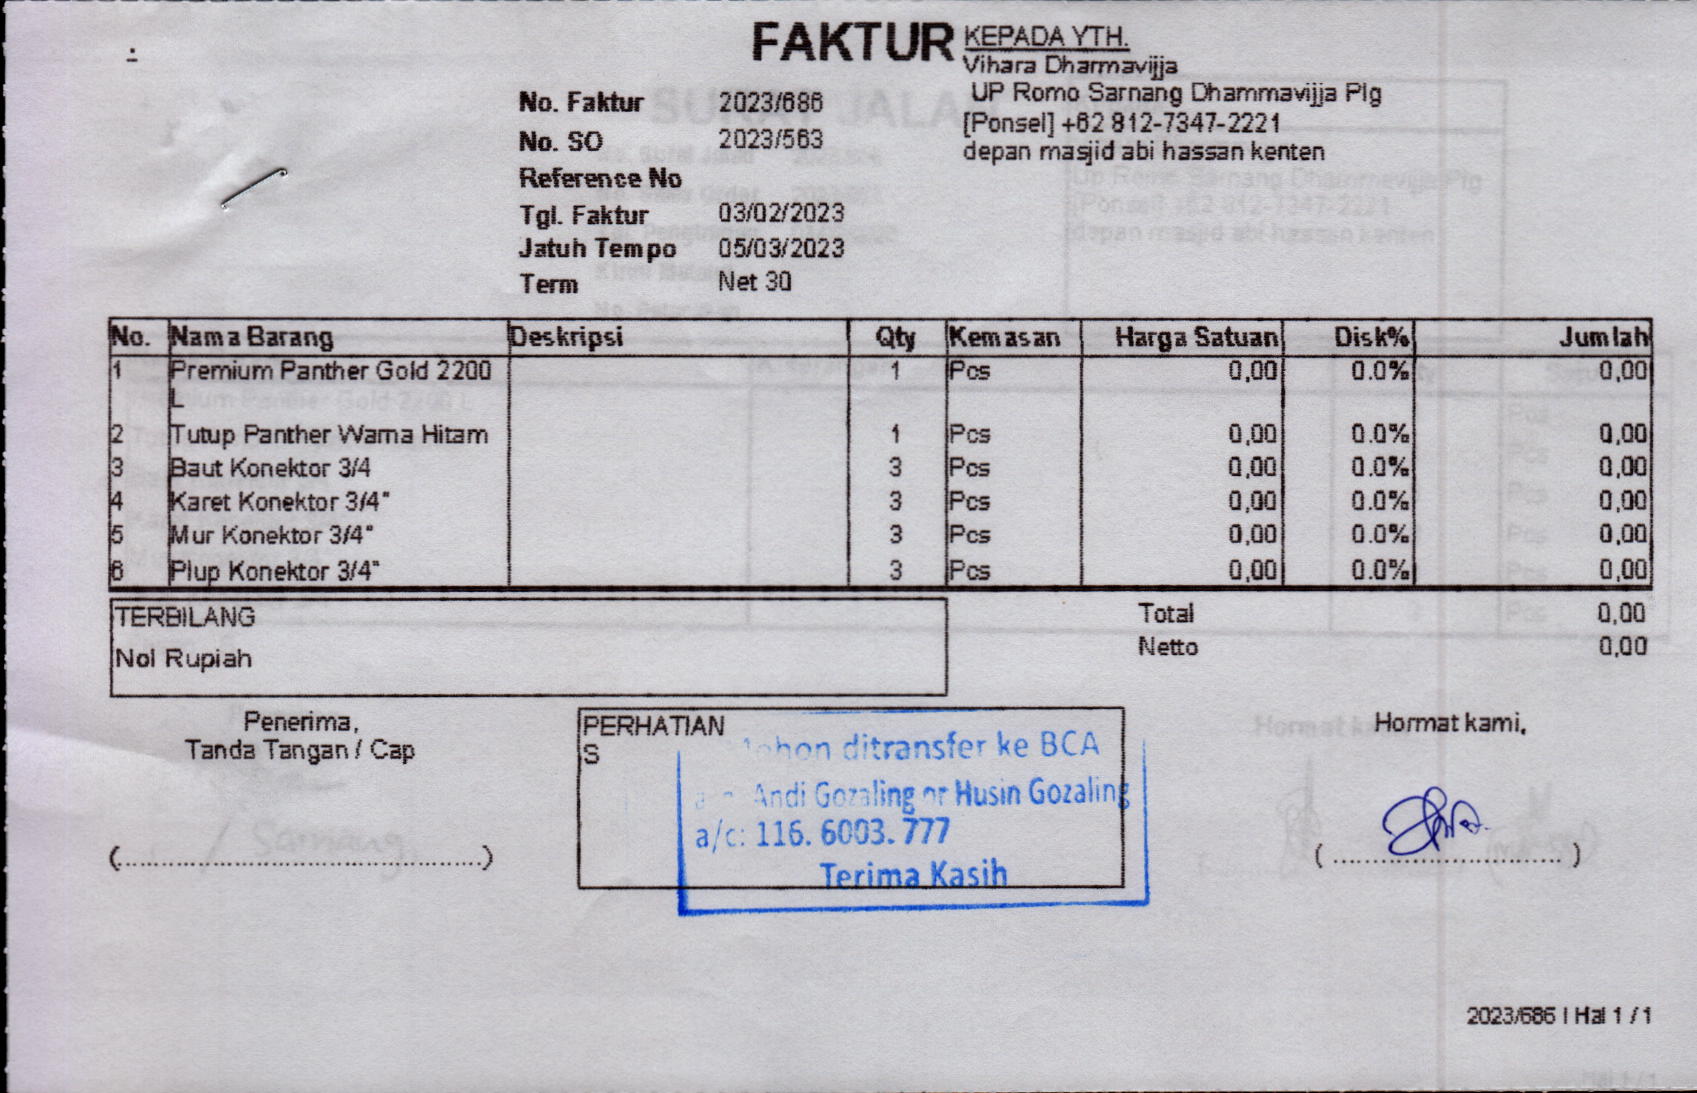 FAKTUR
KEPADA YTH.
Vihara Dharmavijja
UP Romo Sarnang Dhammavijja Plg
[Ponsel] +62 812-7347-2221
depan masjid abi hassan kenten
No. Faktur 2023/686
No. SO 2023/563
Reference No
Tgl. Faktur 03/02/2023
Jatuh Tempo 05/03/2023
Term Net 30
No. Nama Barang Deskripsi Qty Kemasan Harga Satuan Disk% Jumlah
1 Premium Panther Gold 2200 1 Pcs 0,00 0.0% 0,00
L
2 Tutup Panther Warna Hitam 1 Pcs 0,00 0.0% 0,00
3 Baut Konektor 3/4 3 Pcs 0,00 0.0% 0,00
4 Karet Konektor 3/4" 3 Pcs 0,00 0.0% 0,00
5 Mur Konektor 3/4" 3 Pcs 0,00 0.0% 0,00
6 Plup Konektor 3/4" 3 Pcs 0,00 0.0% 0,00
TERBILANG
Nol Rupiah
Total 0,00
Netto 0,00
Penerima,
Tanda Tangan / Cap
PERHATIAN
S
ditransfer ke BCA
Andi Gozaling or Husin Gozaling
a/c: 116. 6003. 777
Terima Kasih
Hormat kami,
2023/686 | Hal 1 / 1